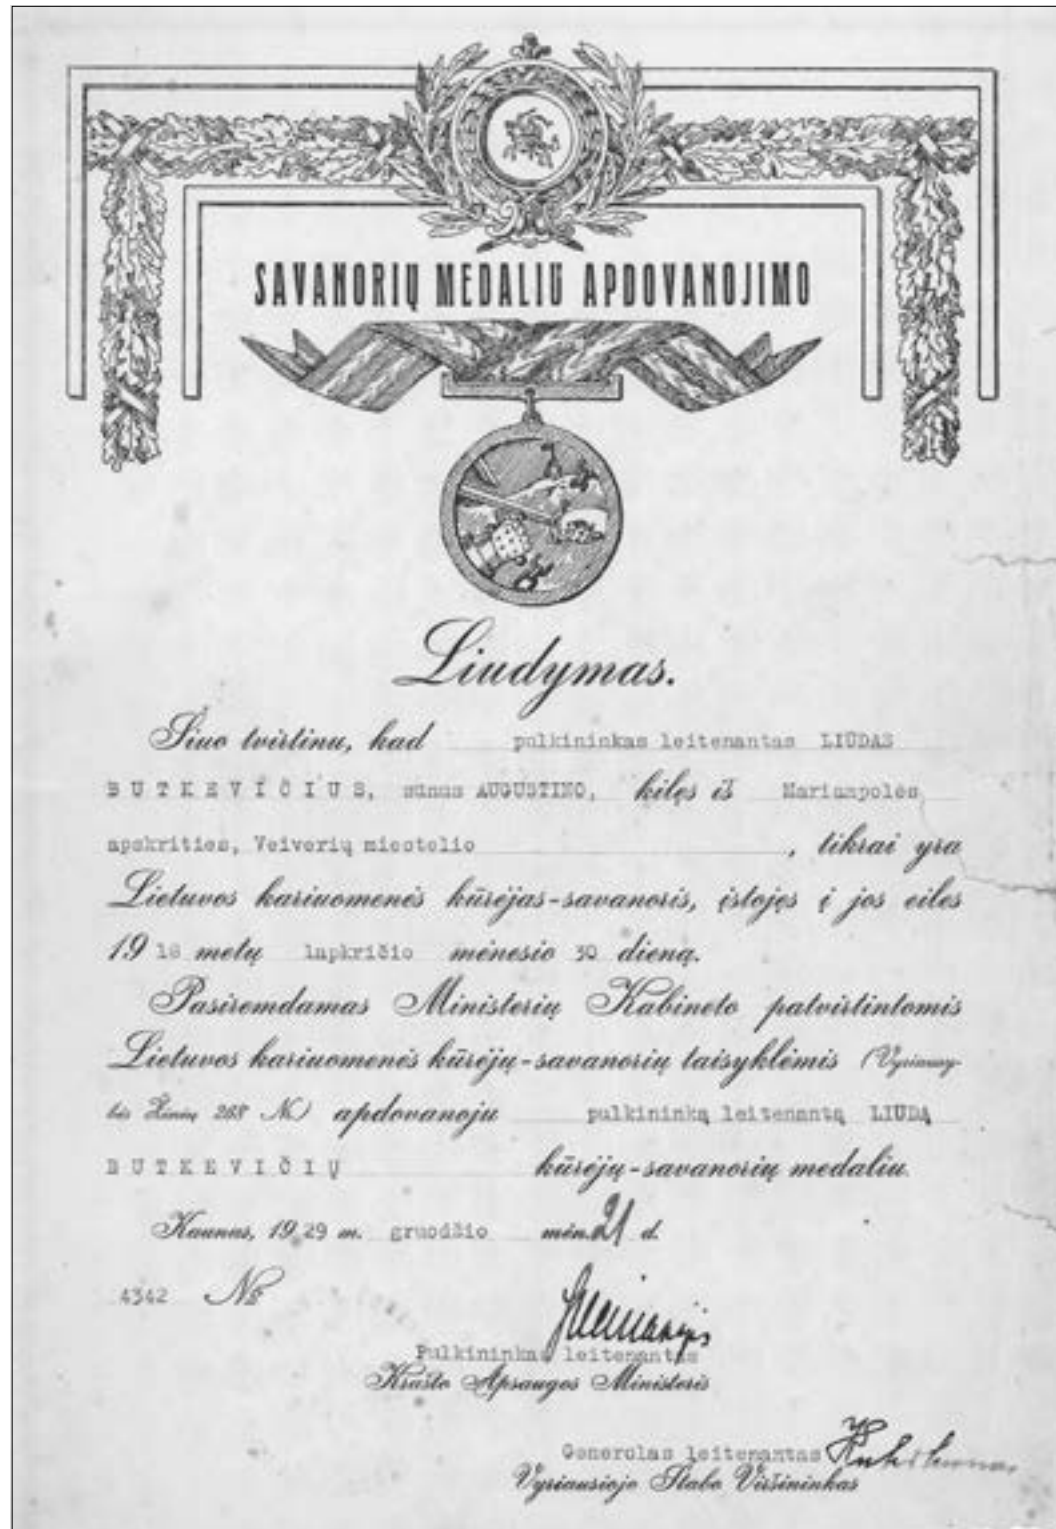 SAVANORIŲ MEDALIU APDOVANOJIMO
Liudymas.
Šiuo tvirtinu, kad pulkininkas leitenantas LIUDAS
BUTKEVIČIUS, sūnus AUGUSTINO, kilęs iš Mariampolės
apskrities, Veiverių miestelio , tikrai yra
Lietuvos kariuomenės kūrėjas-savanoris, įstojęs į jos eiles
19 18 metų lapkričio mėnesio 30 dieną.
Pasiremdamas Ministerių Kabineto patvirtintomis
Lietuvos kariuomenės kūrėjų-savanorių taisyklėmis (Vyriausy-
bės Žinių 268 №) apdovanoju pulkininką leitenantą LIUDĄ
BUTKEVIČIŲ kūrėjų-savanorių medaliu.
Kaunas, 19 29 m. gruodžio mėn. 21 d.
4342 №
Pulkininkas leitenantas
Krašto Apsaugos Ministeris
Generolas leitenantas
Vyriausiojo Štabo Viršininkas